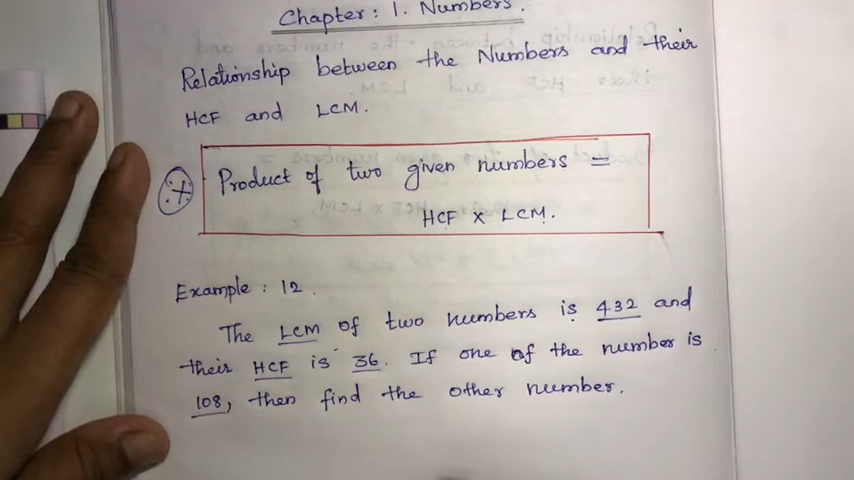 Chapter: 1. Numbers.
Relationship between the Numbers and their
HCF and LCM.
Product of two given numbers =
HCF x LCM.
Example: 12.
The LCM of two numbers is 432 and
their HCF is 36. If one of the number is
108, then find the other number.